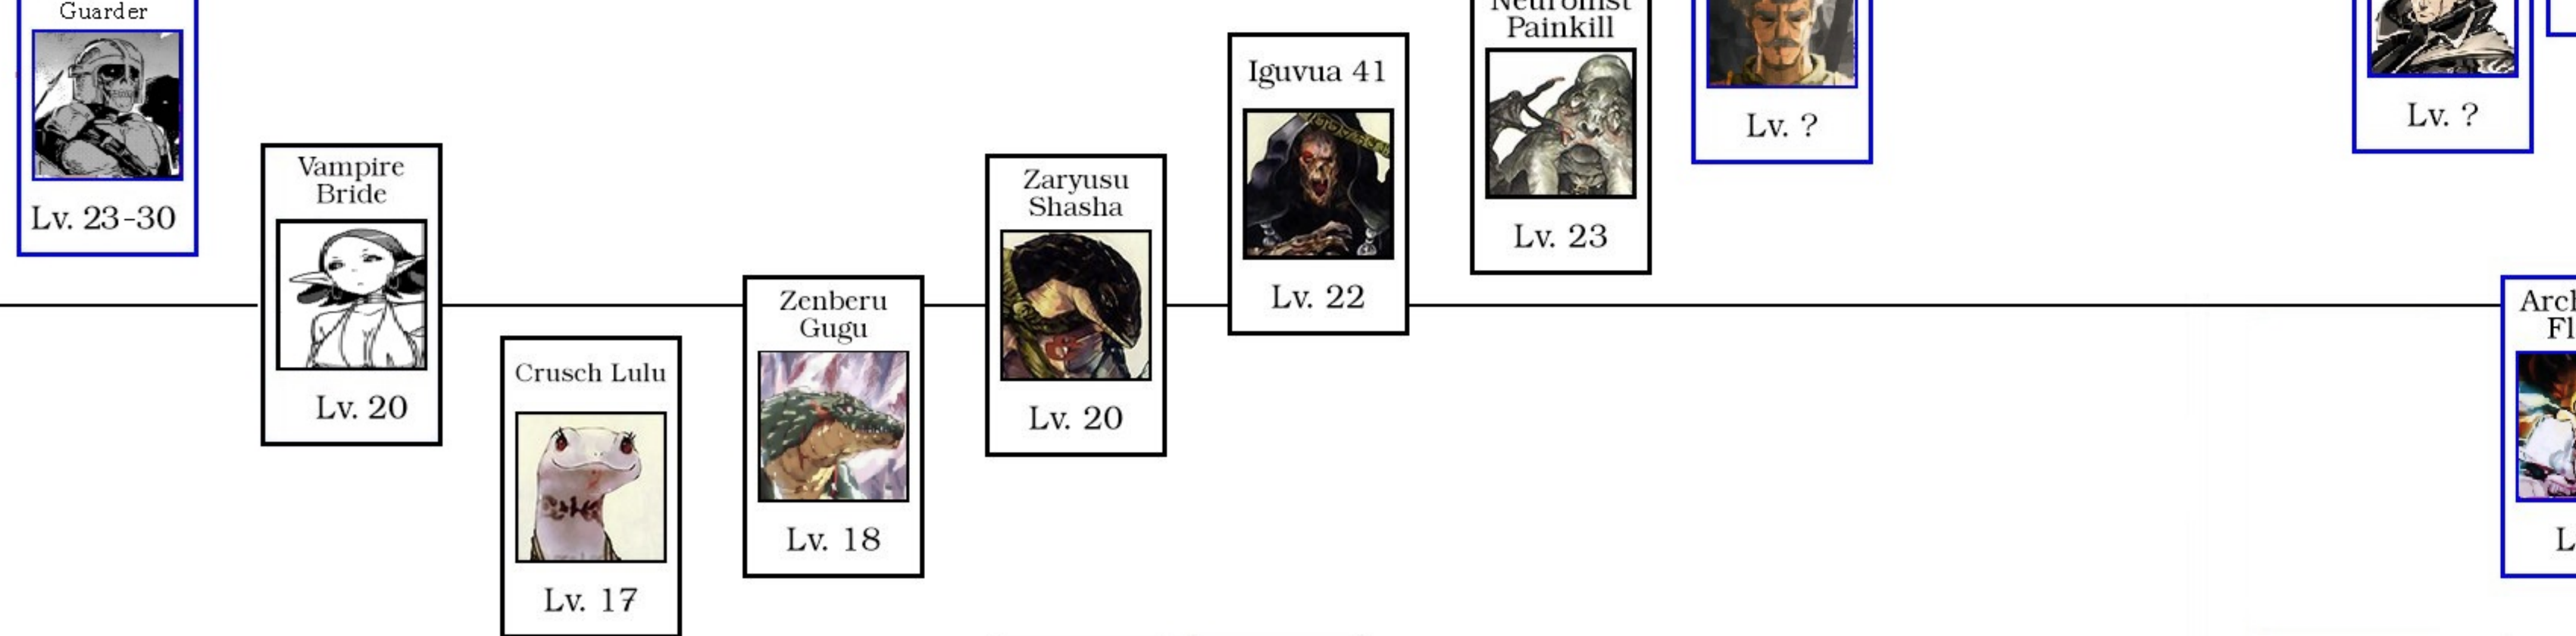 Guarder
Lv. 23-30
Vampire
Bride
Lv. 20
Crusch Lulu
Lv. 17
Zenberu
Gugu
Lv. 18
Zaryusu
Shasha
Lv. 20
Iguvua 41
Lv. 22
Neuronist
Painkill
Lv. 23
Lv. ?
Lv. ?